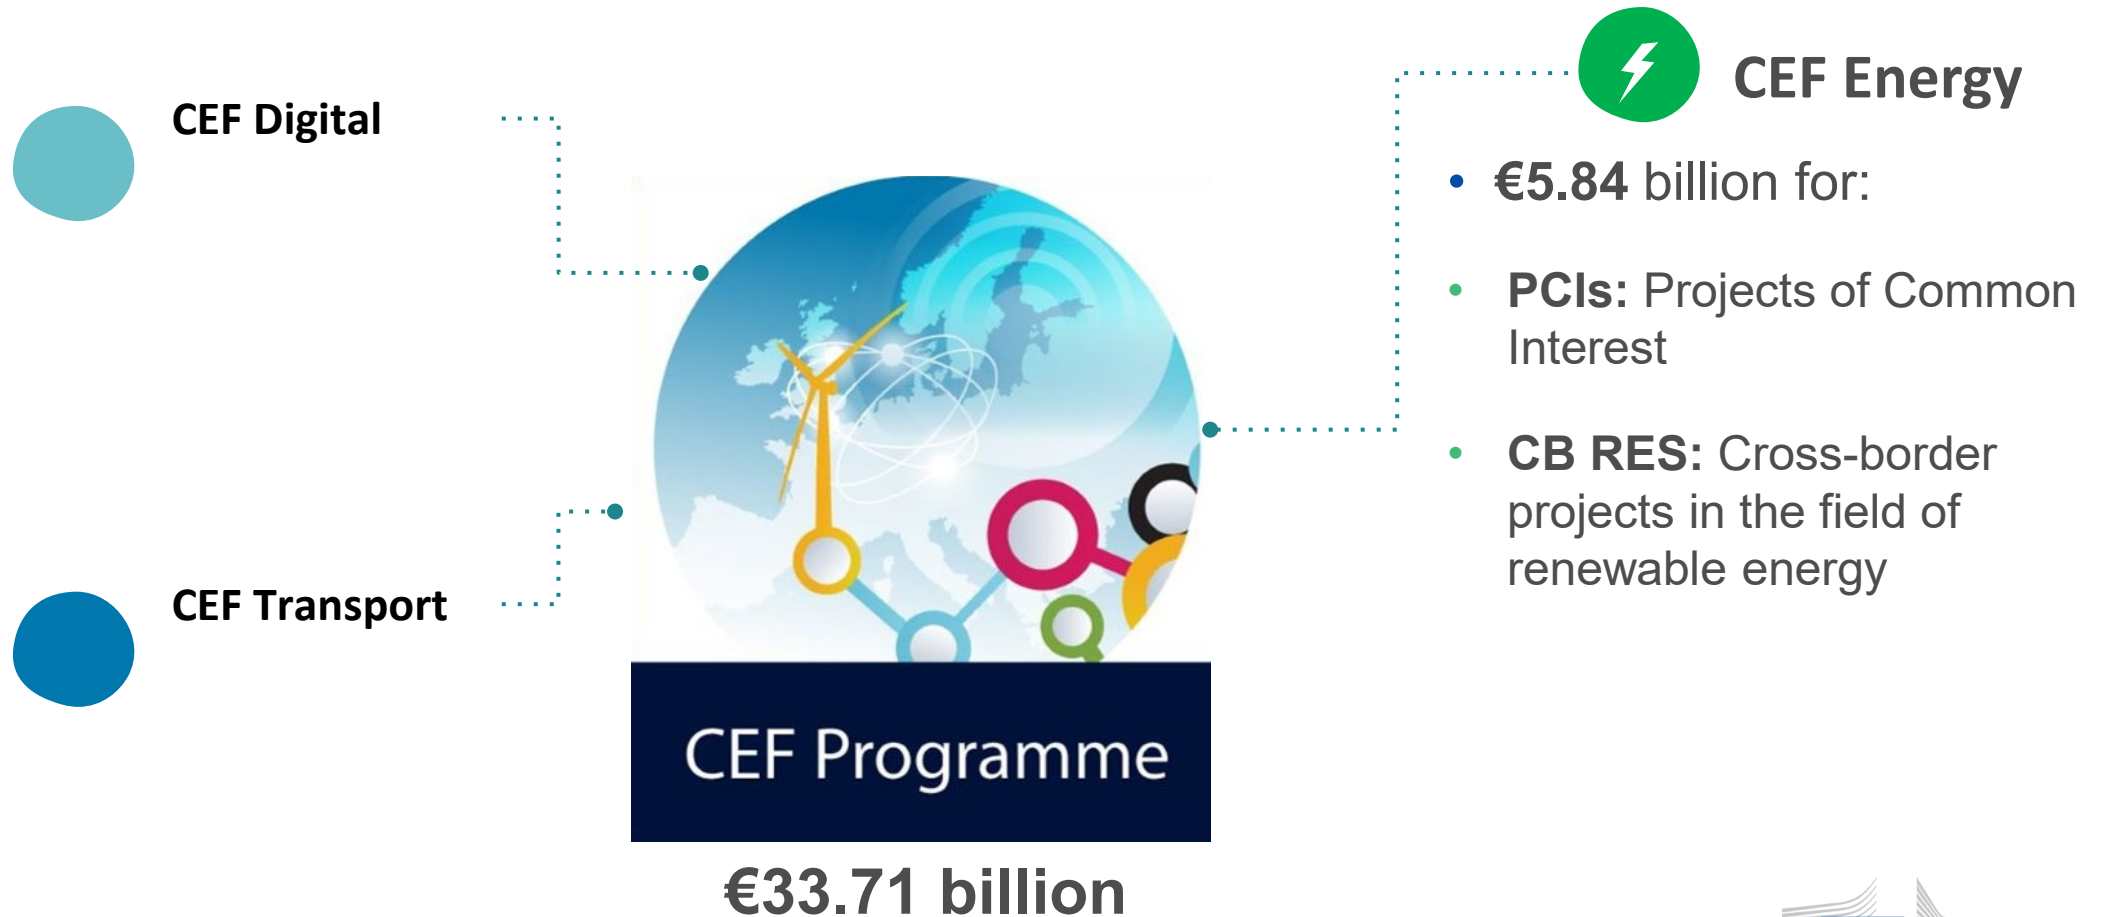 CEF Digital
CEF Transport
CEF Programme
€33.71 billion
CEF Energy
• €5.84 billion for:
• PCIs: Projects of Common
Interest
• CB RES: Cross-border
projects in the field of
renewable energy